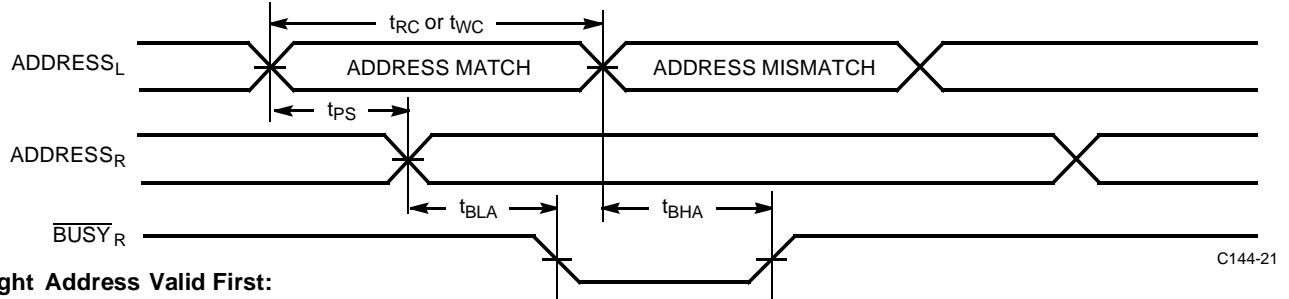 tRC or tWC
ADDRESSL
ADDRESS MATCH
ADDRESS MISMATCH
tPS
ADDRESSR
tBLA
tBHA
BUSYR
C144-21
ght Address Valid First: